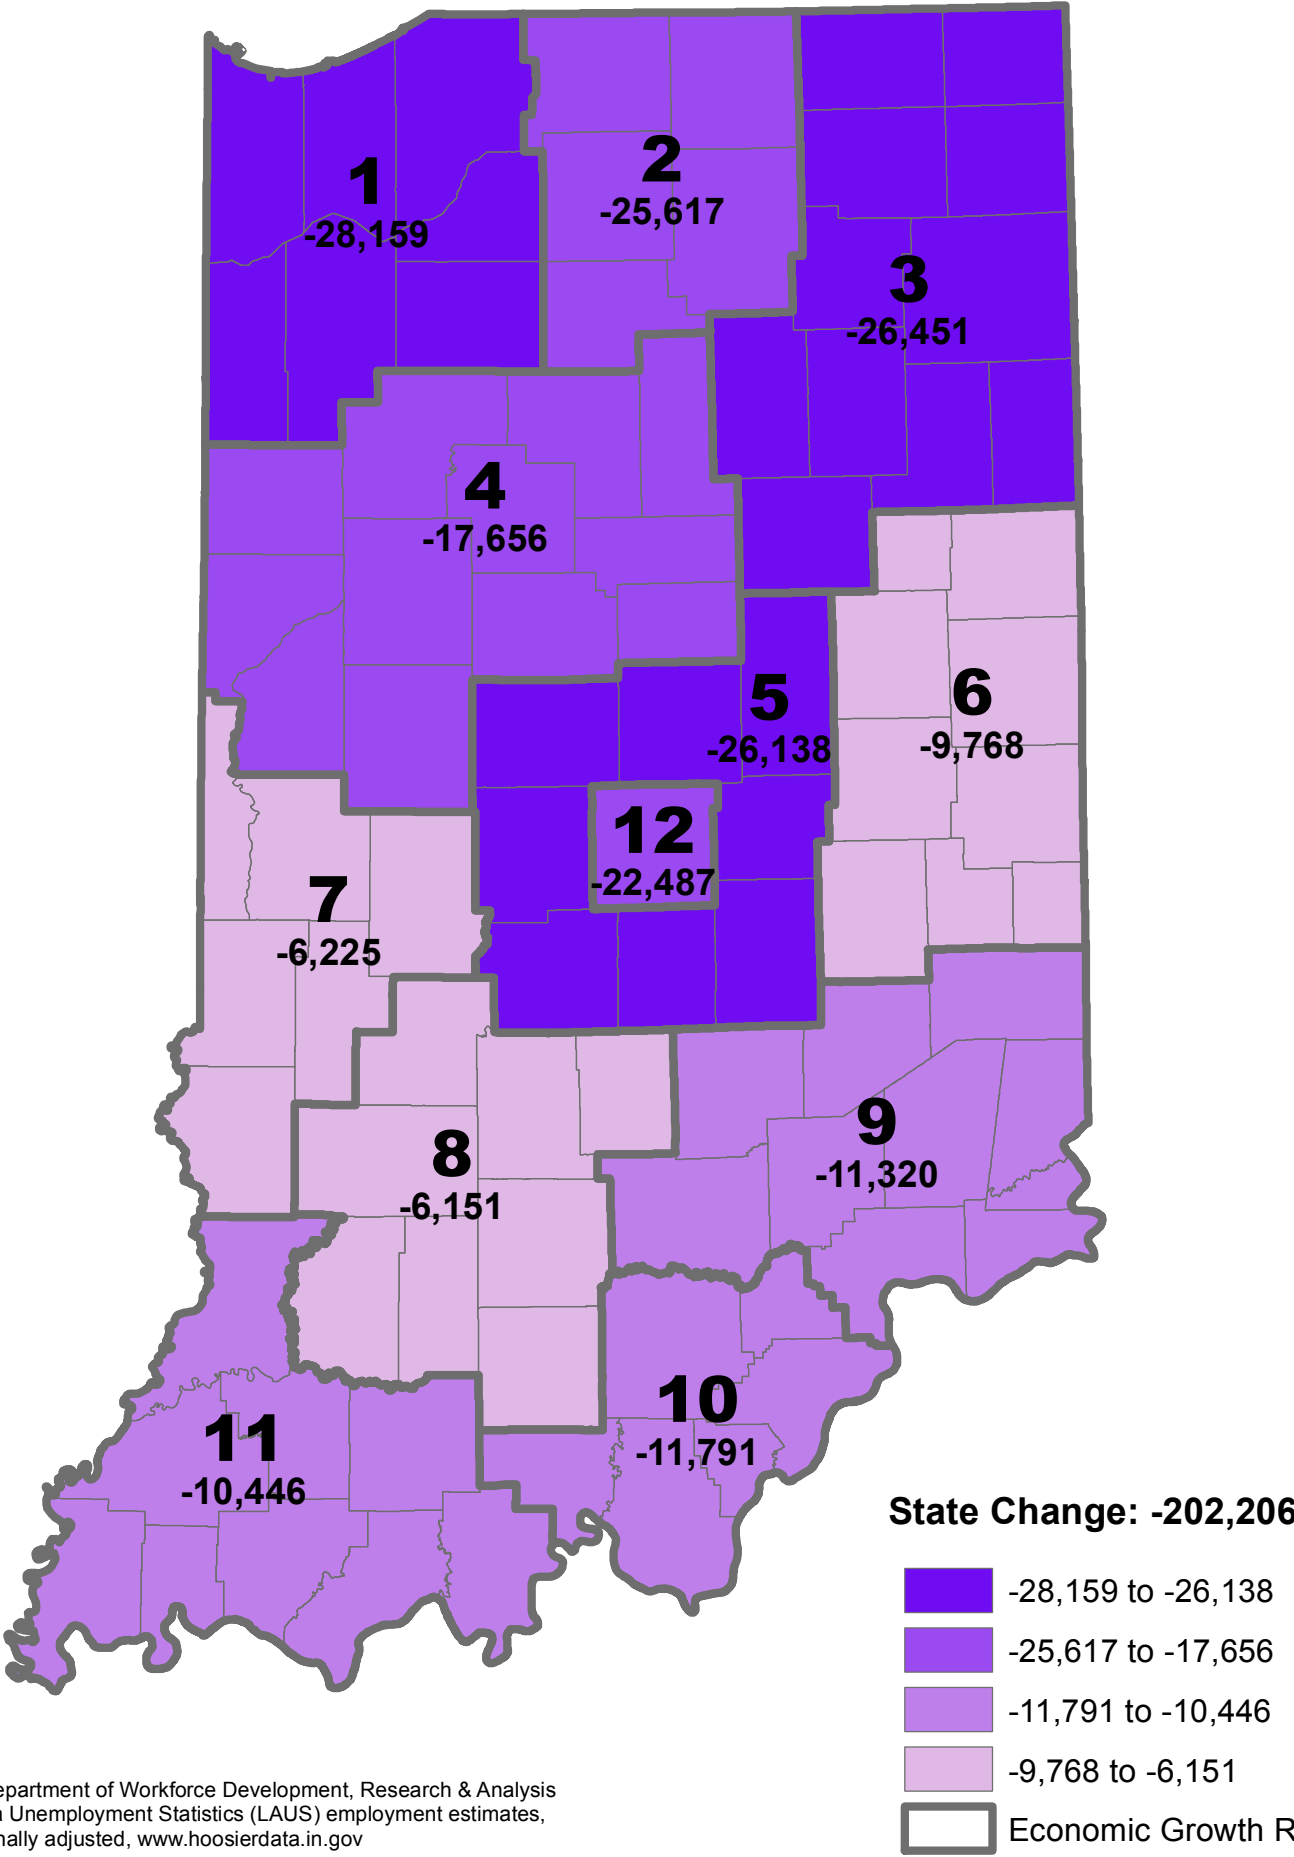 1
-28,159
2
-25,617
3
-26,451
4
-17,656
5
-26,138
6
-9,768
12
-22,487
7
-6,225
8
-6,151
9
-11,320
10
-11,791
11
-10,446
State Change: -202,206
-28,159 to -26,138
-25,617 to -17,656
-11,791 to -10,446
-9,768 to -6,151
Economic Growth R
epartment of Workforce Development, Research & Analysis
a Unemployment Statistics (LAUS) employment estimates,
nally adjusted, www.hoosierdata.in.gov